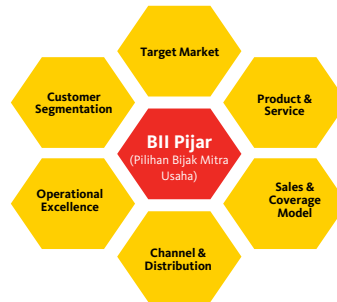 Target Market
Customer
Segmentation
Product &
Service
BII Pijar
(Pilihan Bijak Mitra
Usaha)
Operational
Excellence
Sales &
Coverage
Model
Channel &
Distribution